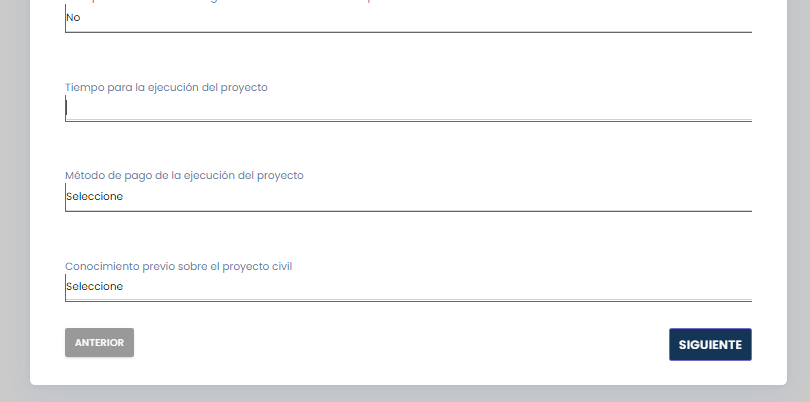 No
Tiempo para la ejecución del proyecto
Método de pago de la ejecución del proyecto
Seleccione
Conocimiento previo sobre el proyecto civil
Seleccione
ANTERIOR
SIGUIENTE